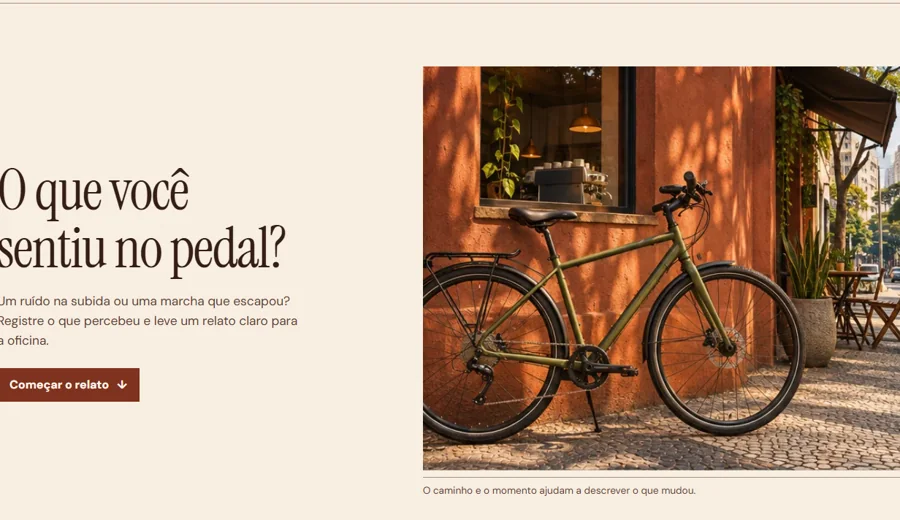 O que você
sentiu no pedal?
Um ruído na subida ou uma marcha que escapou?
Registre o que percebeu e leve um relato claro para
a oficina.
Começar o relato ↓
O caminho e o momento ajudam a descrever o que mudou.